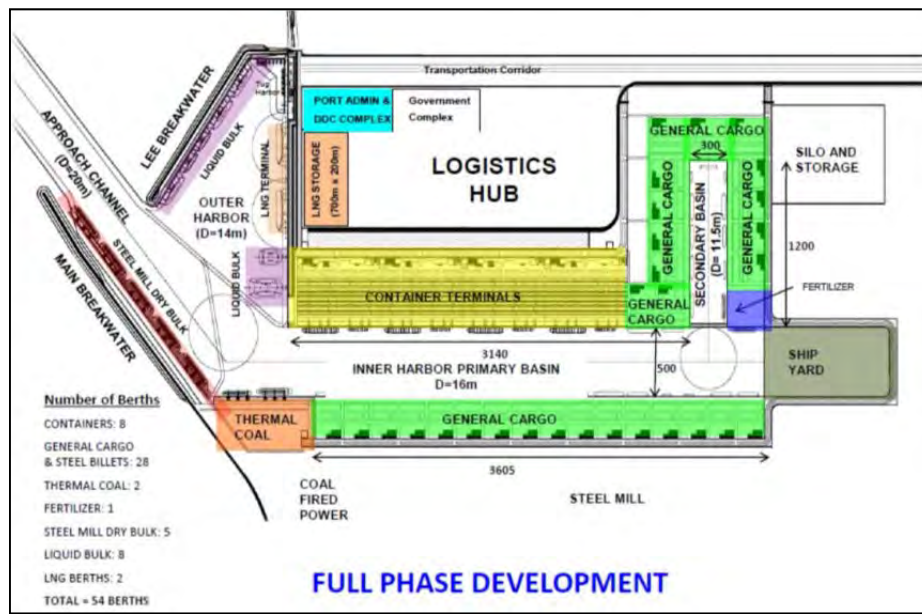 Transportation Corridor
LEE BREAKWATER
Tug
Harbor
PORT ADMIN &
DDC COMPLEX
Government
Complex
GENERAL CARGO
300
SILO AND
STORAGE
APPROACH CHANNEL
(D=20m)
LIQUID BULK
LNG TERMINAL
LNG STORAGE
(700m x 200m)
LOGISTICS
HUB
GENERAL CARGO
SECONDARY BASIN
(D= 11.5m)
GENERAL CARGO
1200
OUTER
HARBOR
(D=14m)
STEEL MILL DRY BULK
MAIN BREAKWATER
LIQUID BULK
CONTAINER TERMINALS
GENERAL
CARGO
FERTILIZER
3140
INNER HARBOR PRIMARY BASIN
D=16m
500
SHIP
YARD
THERMAL
COAL
GENERAL CARGO
3605
COAL
FIRED
POWER
STEEL MILL
Number of Berths
CONTAINERS: 8
GENERAL CARGO
& STEEL BILLETS: 28
THERMAL COAL: 2
FERTILIZER: 1
STEEL MILL DRY BULK: 5
LIQUID BULK: 8
LNG BERTHS: 2
TOTAL = 54 BERTHS
FULL PHASE DEVELOPMENT